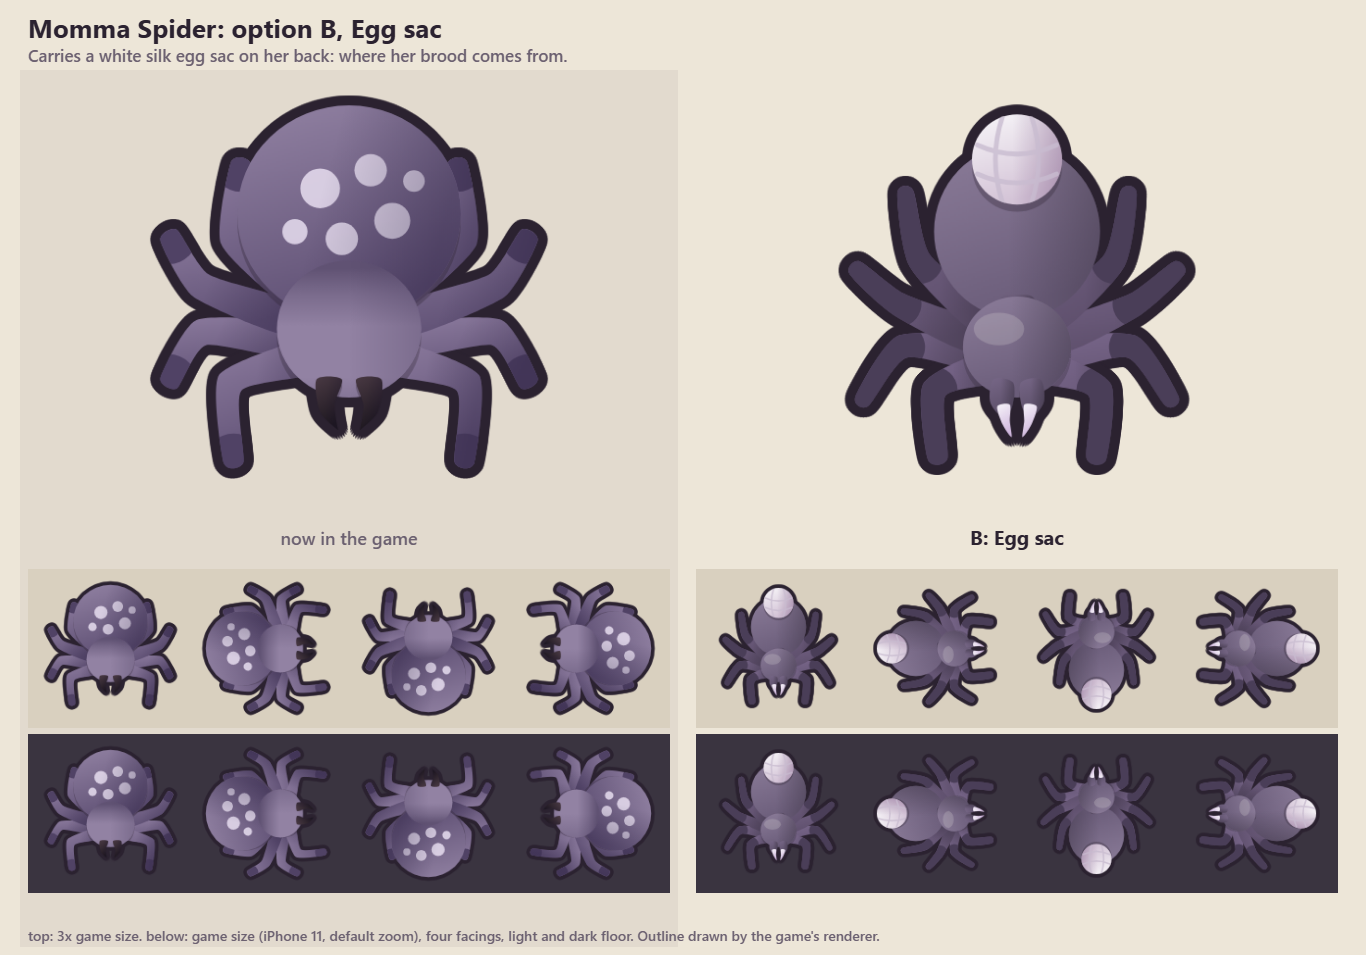 Momma Spider: option B, Egg sac
Carries a white silk egg sac on her back: where her brood comes from.
now in the game
B: Egg sac
top: 3x game size. below: game size (iPhone 11, default zoom), four facings, light and dark floor. Outline drawn by the game's renderer.